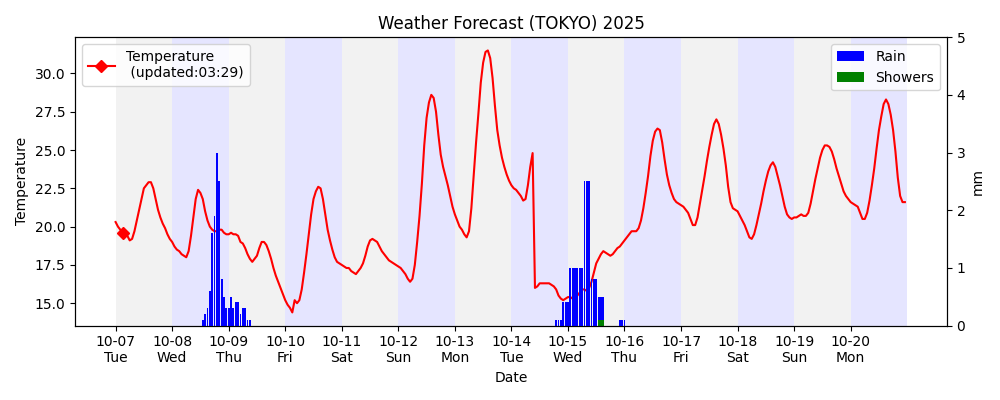 Weather Forecast (TOKYO) 2025
Temperature
(updated:03:29)
Rain
Showers
Temperature
30.0
27.5
25.0
22.5
20.0
17.5
15.0
5
4
3
2
1
0
mm
10-07 10-08 10-09 10-10 10-11 10-12 10-13 10-14 10-15 10-16 10-17 10-18 10-19 10-20
Tue Wed Thu Fri Sat Sun Mon Tue Wed Thu Fri Sat Sun Mon
Date